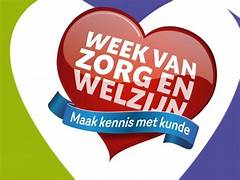 WEEK VAN
ZORG EN
WELZIJN
Maak kennis met kunde